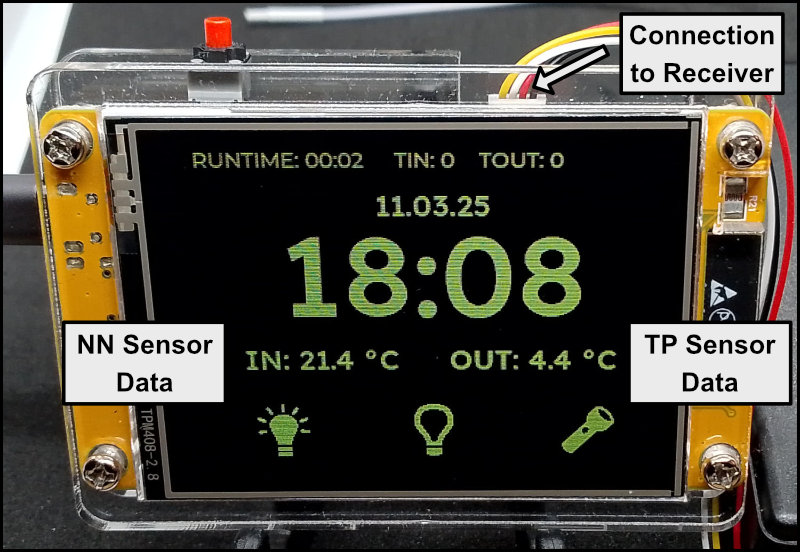 Connection
to Receiver
RUNTIME: 00:02 TIN: 0 TOUT: 0
11.03.25
18:08
NN Sensor
Data
IN: 21.4 °C OUT: 4.4 °C
TP Sensor
Data
TPM408-2.8
R21